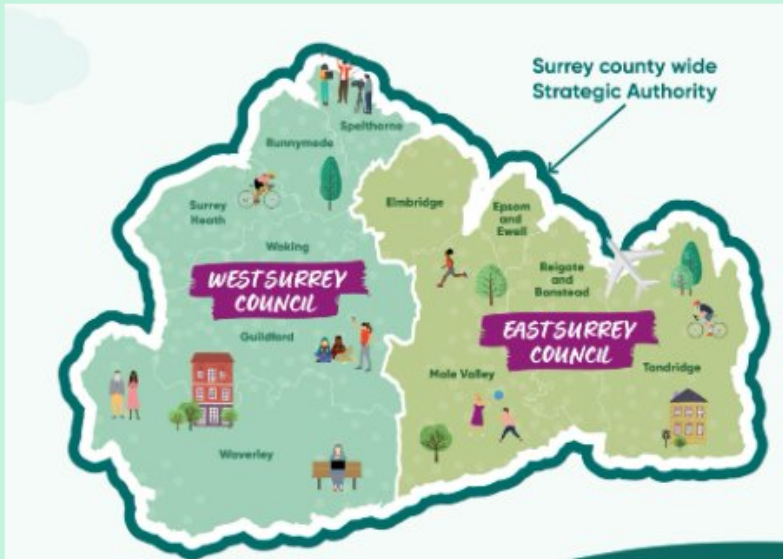 Surrey county wide
Strategic Authority
Spelthorne
Runnymede
Elmbridge
Surrey
Heath
Epsom
and
Ewell
Woking
Reigate
and
Banstead
WEST SURREY
COUNCIL
EAST SURREY
COUNCIL
Guildford
Mole Valley
Tandridge
Waverley